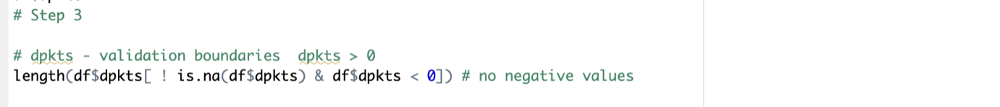 # Step 3
# dpkts - validation boundaries  dpkts > 0
length(df$dpkts[ ! is.na(df$dpkts) & df$dpkts < 0]) # no negative values